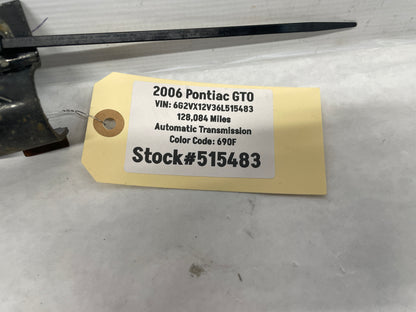 2006 Pontiac GTO
VIN: 6G2VX12V36L515483
128,084 Miles
Automatic Transmission
Color Code: 690F
Stock#515483